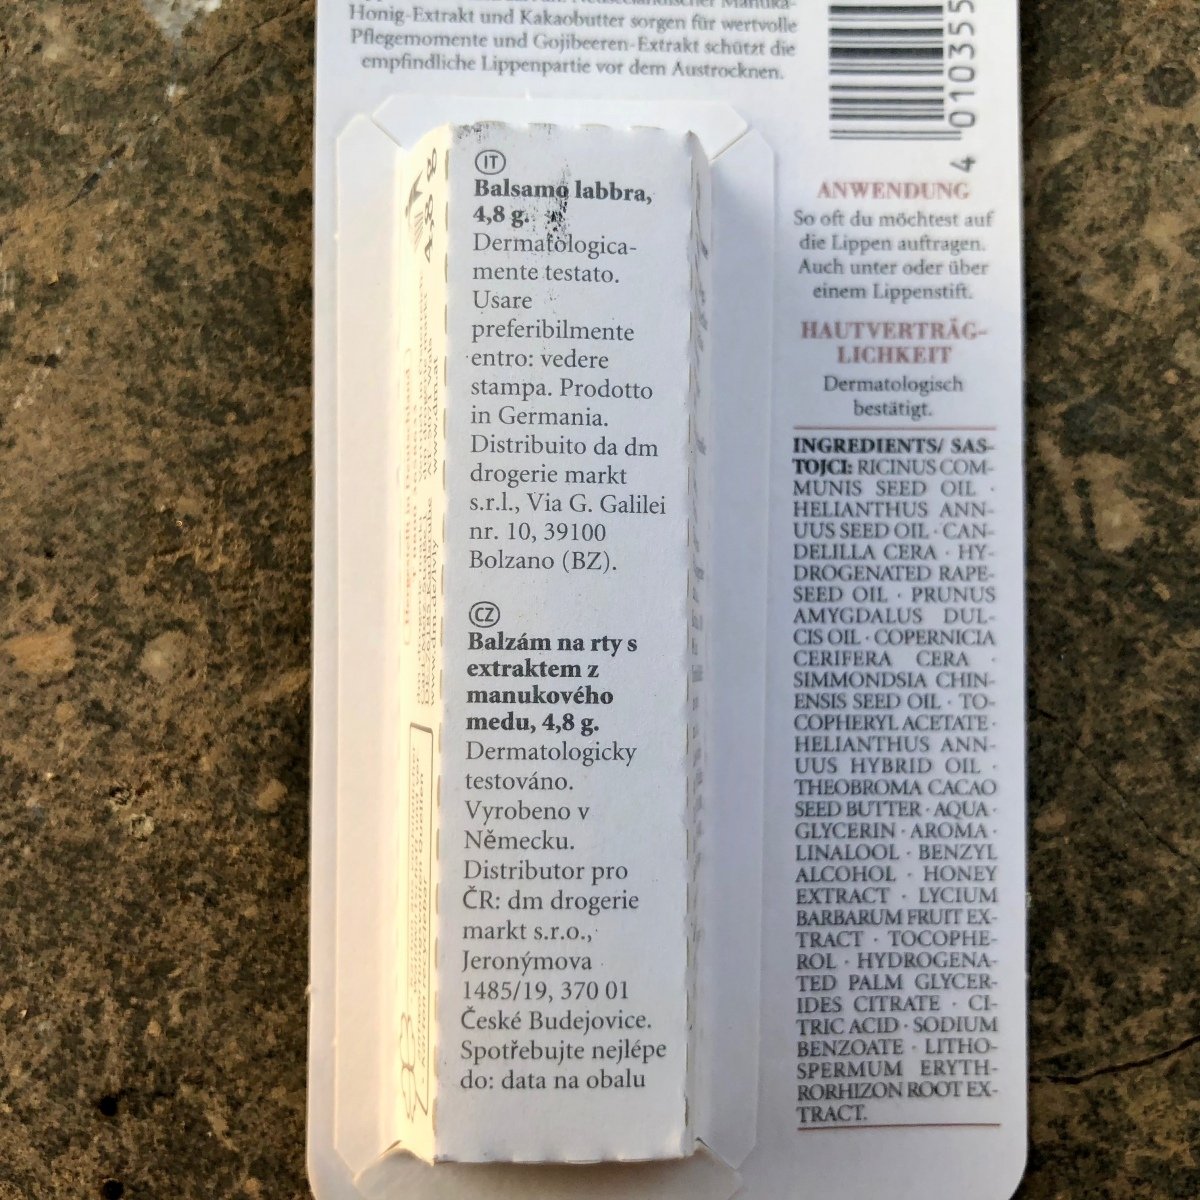 Honig-Extrakt und Kakaobutter sorgen für wertvolle
Pflegemomente und Gojibeeren-Extrakt schützt die
empfindliche Lippenpartie vor dem Austrocknen.
4 010355
IT
Balsamo labbra,
4,8 g.
Dermatologica-
mente testato.
Usare
preferibilmente
entro: vedere
stampa. Prodotto
in Germania.
Distribuito da dm
drogerie markt
s.r.l., Via G. Galilei
nr. 10, 39100
Bolzano (BZ).
CZ
Balzám na rty s
extraktem z
manukového
medu, 4,8 g.
Dermatologicky
testováno.
Vyrobeno v
Německu.
Distributor pro
ČR: dm drogerie
markt s.r.o.,
Jeronýmova
1485/19, 370 01
České Budejovice.
Spotřebujte nejlépe
do: data na obalu
4,8 g
ANWENDUNG
So oft du möchtest auf
die Lippen auftragen.
Auch unter oder über
einem Lippenstift.
HAUTVERTRÄG-
LICHKEIT
Dermatologisch
bestätigt.
INGREDIENTS/ SAS-
TOJCI: RICINUS COM-
MUNIS SEED OIL ·
HELIANTHUS ANN-
UUS SEED OIL · CAN-
DELILLA CERA · HY-
DROGENATED RAPE-
SEED OIL · PRUNUS
AMYGDALUS DUL-
CIS OIL · COPERNICIA
CERIFERA CERA ·
SIMMONDSIA CHIN-
ENSIS SEED OIL · TO-
COPHERYL ACETATE ·
HELIANTHUS ANN-
UUS HYBRID OIL ·
THEOBROMA CACAO
SEED BUTTER · AQUA ·
GLYCERIN · AROMA ·
LINALOOL · BENZYL
ALCOHOL · HONEY
EXTRACT · LYCIUM
BARBARUM FRUIT EX-
TRACT · TOCOPHE-
ROL · HYDROGENA-
TED PALM GLYCER-
IDES CITRATE · CI-
TRIC ACID · SODIUM
BENZOATE · LITHO-
SPERMUM ERYTH-
RORHIZON ROOT EX-
TRACT.